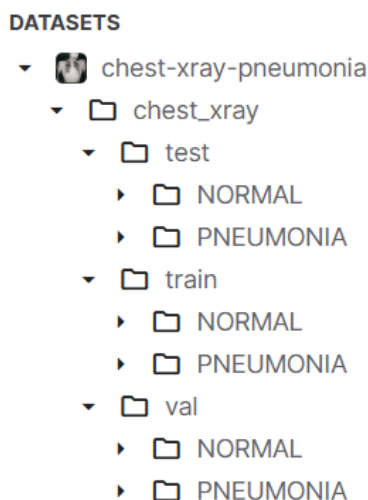 DATASETS
chest-xray-pneumonia
chest_xray
test
NORMAL
PNEUMONIA
train
NORMAL
PNEUMONIA
val
NORMAL
PNEUMONIA